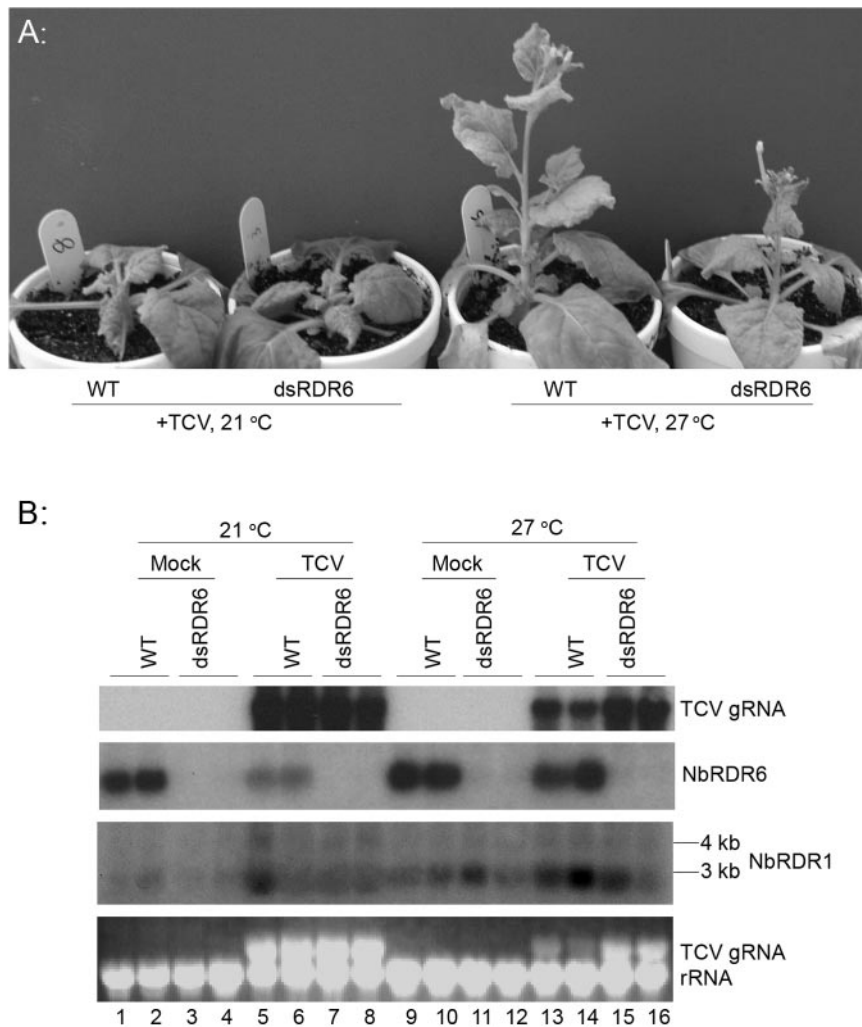 A:
8
WT dsRDR6 WT dsRDR6
+TCV, 21 °C +TCV, 27 °C
B:
21 °C 27 °C
Mock TCV Mock TCV
WT dsRDR6 WT dsRDR6 WT dsRDR6 WT dsRDR6
TCV gRNA
NbRDR6
4 kb
NbRDR1
3 kb
TCV gRNA
rRNA
1 2 3 4 5 6 7 8 9 10 11 12 13 14 15 16